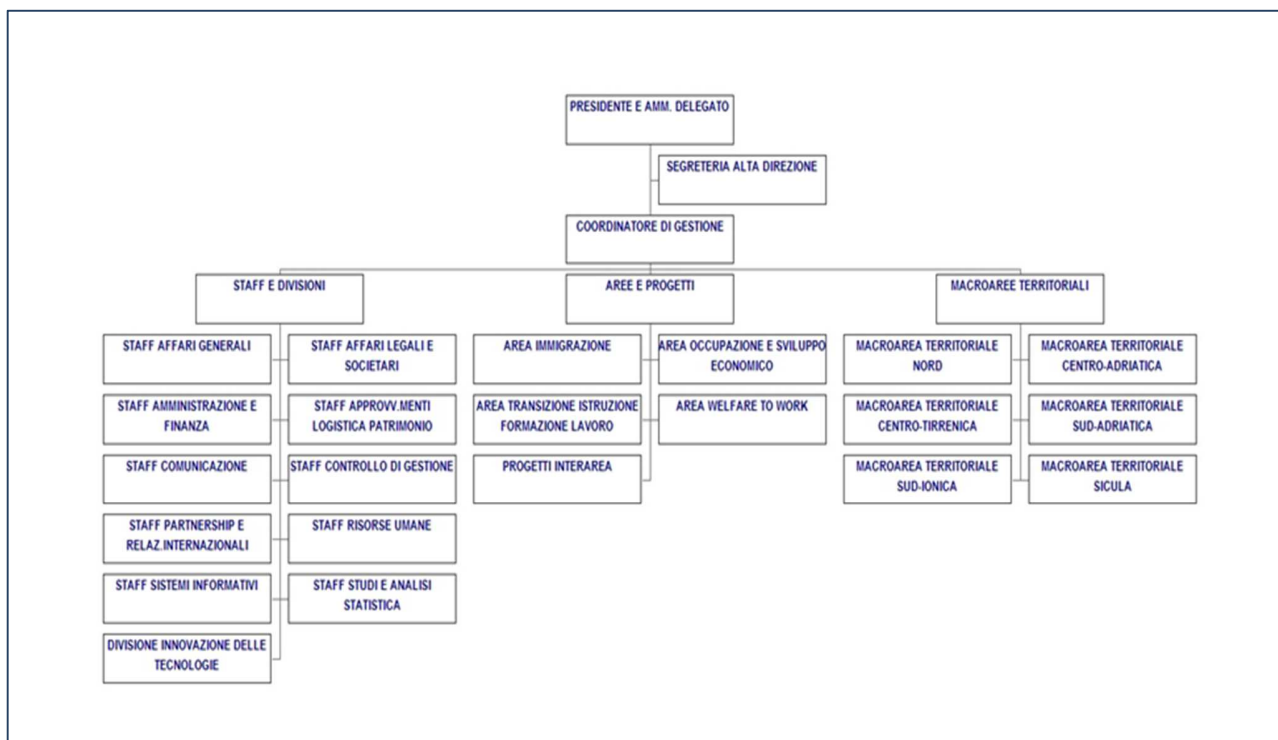 PRESIDENTE E AMM. DELEGATO
SEGRETERIA ALTA DIREZIONE
COORDINATORE DI GESTIONE
STAFF E DIVISIONI
AREE E PROGETTI
MACROAREE TERRITORIALI
STAFF AFFARI GENERALI
STAFF AFFARI LEGALI E
SOCIETARI
STAFF AMMINISTRAZIONE E
FINANZA
STAFF APPROVV.MENTI
LOGISTICA PATRIMONIO
STAFF COMUNICAZIONE
STAFF CONTROLLO DI GESTIONE
STAFF PARTNERSHIP E
RELAZ.INTERNAZIONALI
STAFF RISORSE UMANE
STAFF SISTEMI INFORMATIVI
STAFF STUDI E ANALISI
STATISTICA
DIVISIONE INNOVAZIONE DELLE
TECNOLOGIE
AREA IMMIGRAZIONE
AREA OCCUPAZIONE E SVILUPPO
ECONOMICO
AREA TRANSIZIONE ISTRUZIONE
FORMAZIONE LAVORO
AREA WELFARE TO WORK
PROGETTI INTERAREA
MACROAREA TERRITORIALE
NORD
MACROAREA TERRITORIALE
CENTRO-ADRIATICA
MACROAREA TERRITORIALE
CENTRO-TIRRENICA
MACROAREA TERRITORIALE
SUD-ADRIATICA
MACROAREA TERRITORIALE
SUD-IONICA
MACROAREA TERRITORIALE
SICULA